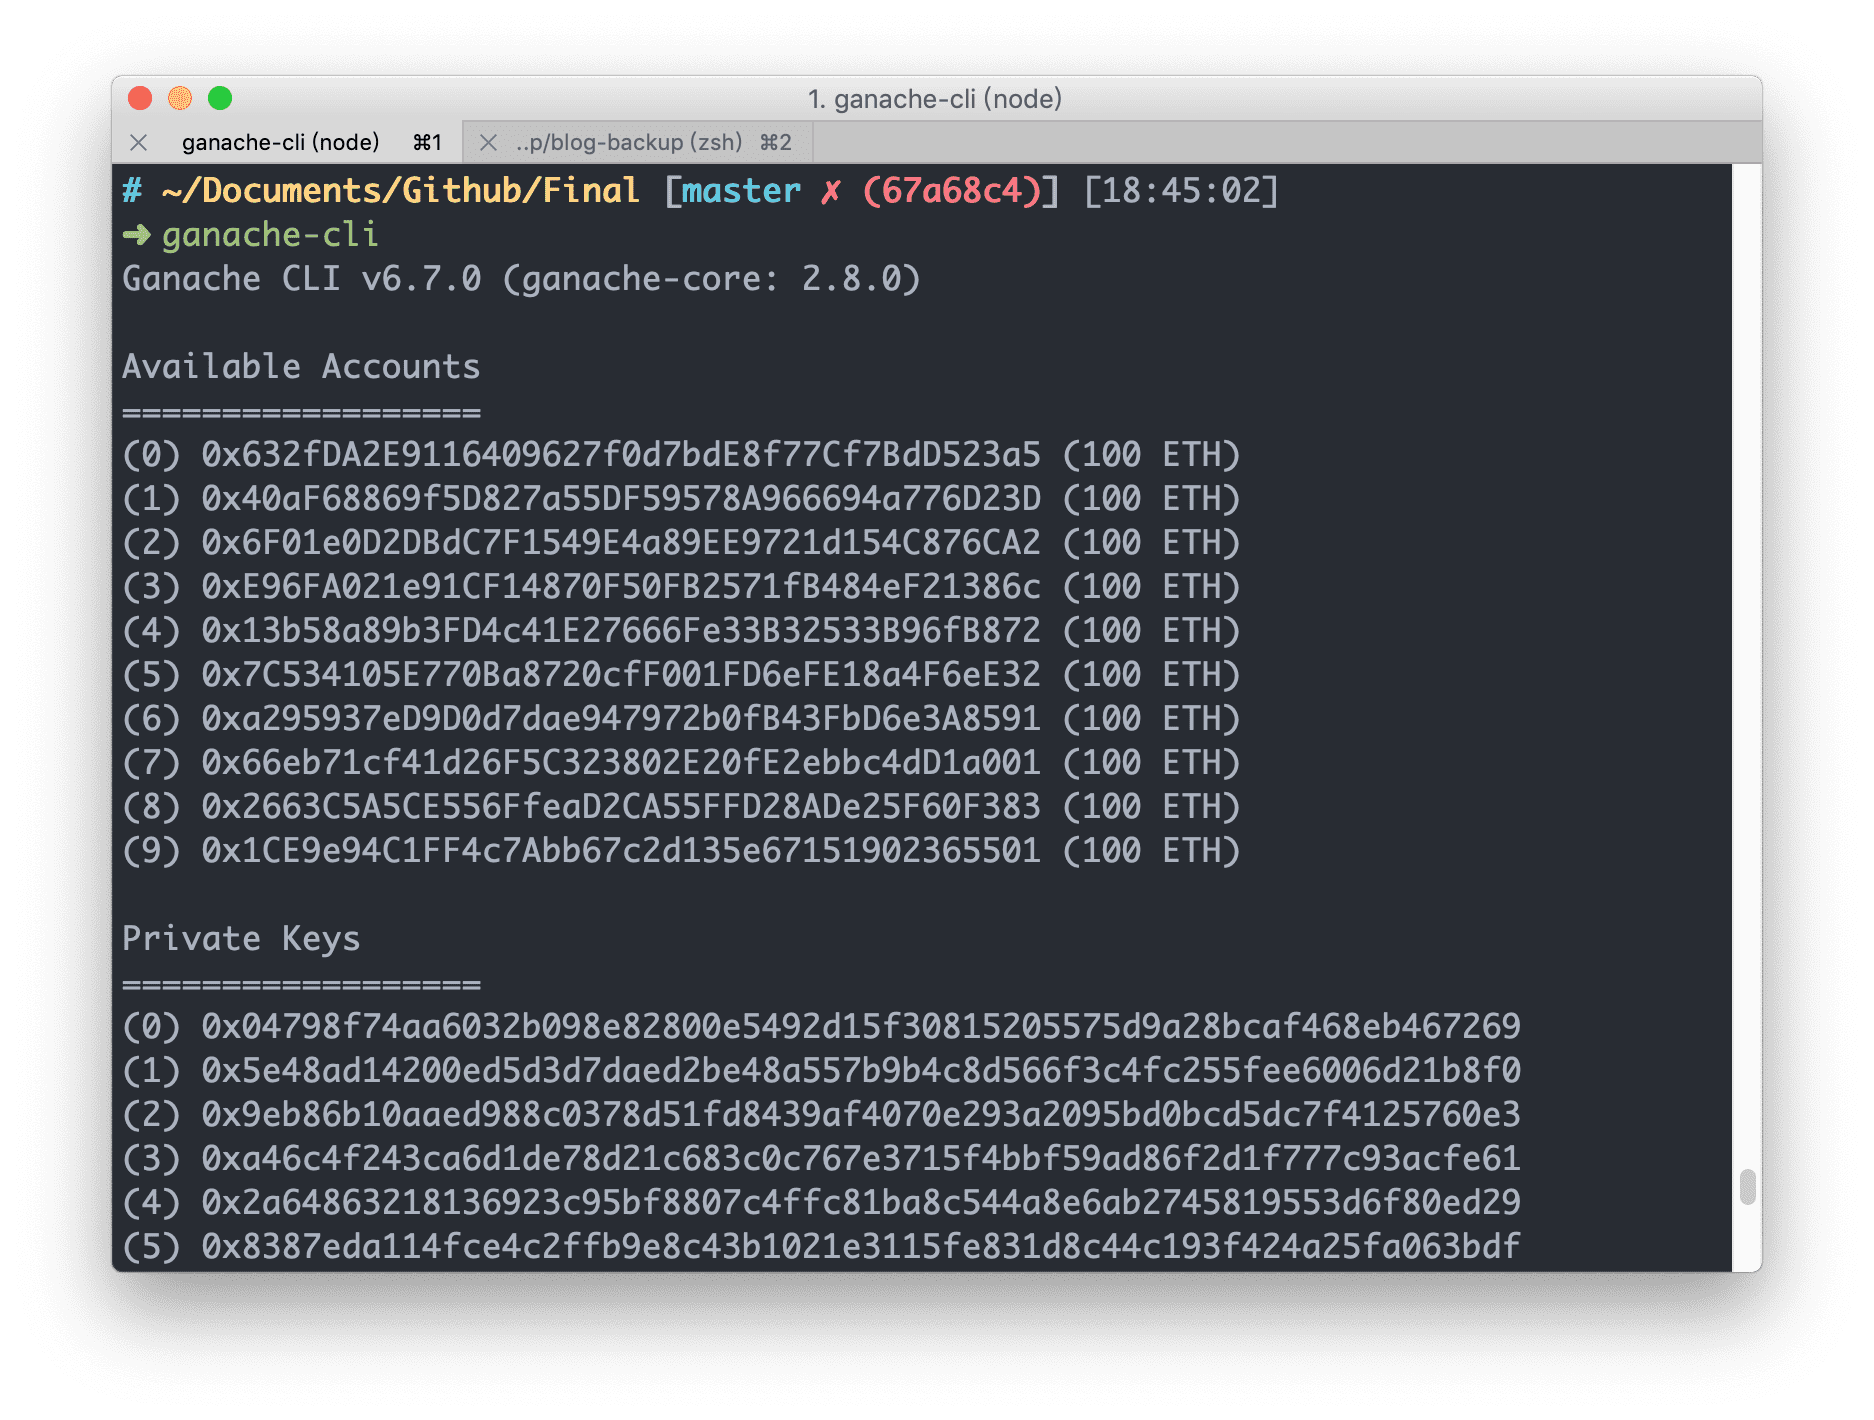 1. ganache-cli (node)
ganache-cli (node) ⌘1 ..p/blog-backup (zsh) ⌘2
# ~/Documents/Github/Final [master ✗ (67a68c4)] [18:45:02]
➜ ganache-cli
Ganache CLI v6.7.0 (ganache-core: 2.8.0)
Available Accounts
==================
(0) 0x632fDA2E9116409627f0d7bdE8f77Cf7BdD523a5 (100 ETH)
(1) 0x40aF68869f5D827a55DF59578A966694a776D23D (100 ETH)
(2) 0x6F01e0D2DBdC7F1549E4a89EE9721d154C876CA2 (100 ETH)
(3) 0xE96FA021e91CF14870F50FB2571fB484eF21386c (100 ETH)
(4) 0x13b58a89b3FD4c41E27666Fe33B32533B96fB872 (100 ETH)
(5) 0x7C534105E770Ba8720cfF001FD6eFE18a4F6eE32 (100 ETH)
(6) 0xa295937eD9D0d7dae947972b0fB43FbD6e3A8591 (100 ETH)
(7) 0x66eb71cf41d26F5C323802E20fE2ebbc4dD1a001 (100 ETH)
(8) 0x2663C5A5CE556FfeaD2CA55FFD28ADe25F60F383 (100 ETH)
(9) 0x1CE9e94C1FF4c7Abb67c2d135e67151902365501 (100 ETH)
Private Keys
==================
(0) 0x04798f74aa6032b098e82800e5492d15f30815205575d9a28bcaf468eb467269
(1) 0x5e48ad14200ed5d3d7daed2be48a557b9b4c8d566f3c4fc255fee6006d21b8f0
(2) 0x9eb86b10aaed988c0378d51fd8439af4070e293a2095bd0bcd5dc7f4125760e3
(3) 0xa46c4f243ca6d1de78d21c683c0c767e3715f4bbf59ad86f2d1f777c93acfe61
(4) 0x2a64863218136923c95bf8807c4ffc81ba8c544a8e6ab2745819553d6f80ed29
(5) 0x8387eda114fce4c2ffb9e8c43b1021e3115fe831d8c44c193f424a25fa063bdf